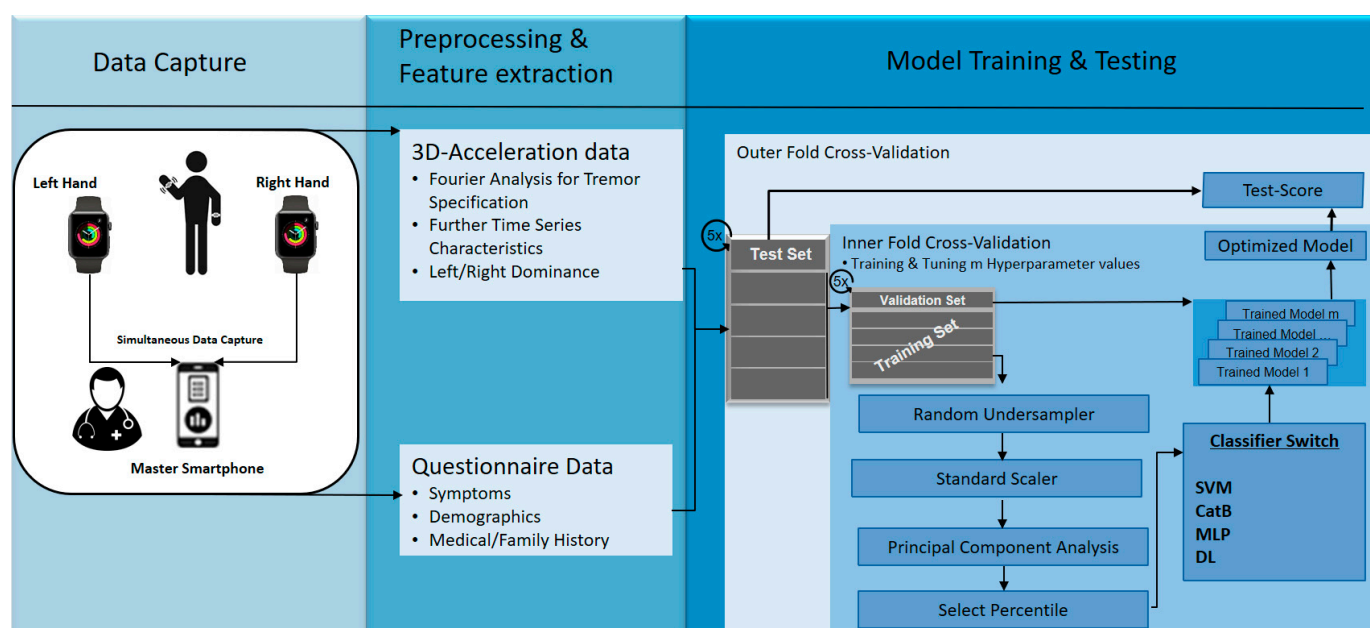 Data Capture
Preprocessing &
Feature extraction
Model Training & Testing
Left Hand
Right Hand
Simultaneous Data Capture
Master Smartphone
3D-Acceleration data
• Fourier Analysis for Tremor
Specification
• Further Time Series
Characteristics
• Left/Right Dominance
Questionnaire Data
• Symptoms
• Demographics
• Medical/Family History
Outer Fold Cross-Validation
5x
Test Set
Inner Fold Cross-Validation
• Training & Tuning m Hyperparameter values
5x
Validation Set
Training Set
Random Undersampler
Standard Scaler
Principal Component Analysis
Select Percentile
Classifier Switch
SVM
CatB
MLP
DL
Trained Model m
Trained Model ...
Trained Model 2
Trained Model 1
Optimized Model
Test-Score